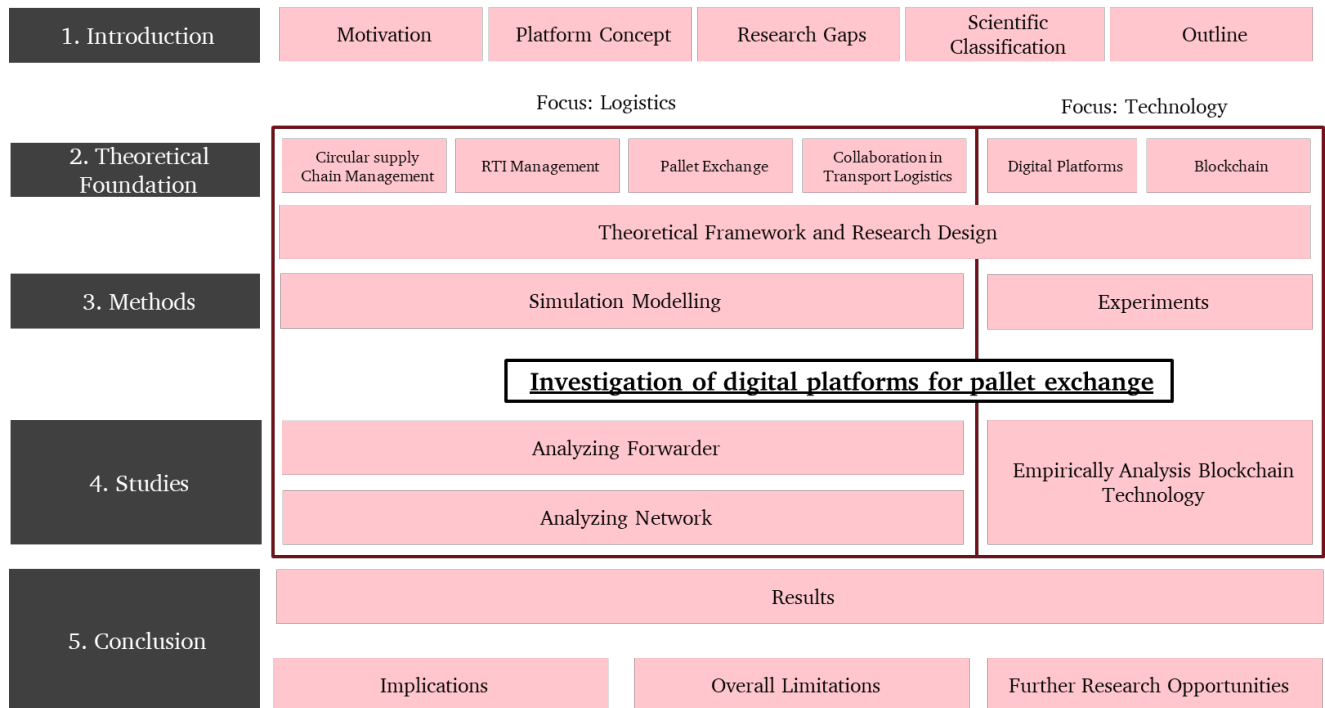 1. Introduction
Motivation
Platform Concept
Research Gaps
Scientific
Classification
Outline
Focus: Logistics
Focus: Technology
2. Theoretical
Foundation
Circular supply
Chain Management
RTI Management
Pallet Exchange
Collaboration in
Transport Logistics
Digital Platforms
Blockchain
Theoretical Framework and Research Design
3. Methods
Simulation Modelling
Experiments
Investigation of digital platforms for pallet exchange
4. Studies
Analyzing Forwarder
Analyzing Network
Empirically Analysis Blockchain
Technology
5. Conclusion
Results
Implications
Overall Limitations
Further Research Opportunities